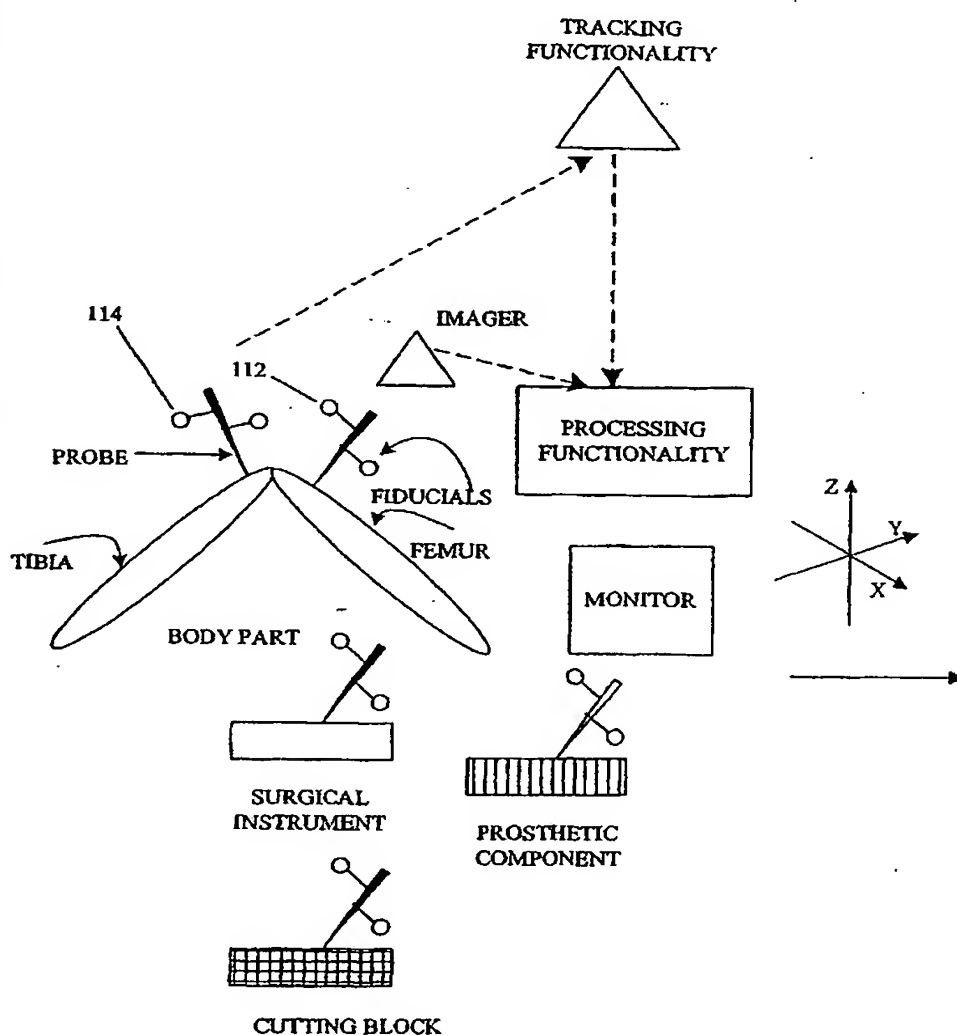 TRACKING
FUNCTIONALITY
IMAGER
114
112
PROCESSING
FUNCTIONALITY
PROBE
FIDUCIALS
FEMUR
TIBIA
Z
Y
X
MONITOR
BODY PART
SURGICAL
INSTRUMENT
PROSTHETIC
COMPONENT
CUTTING BLOCK